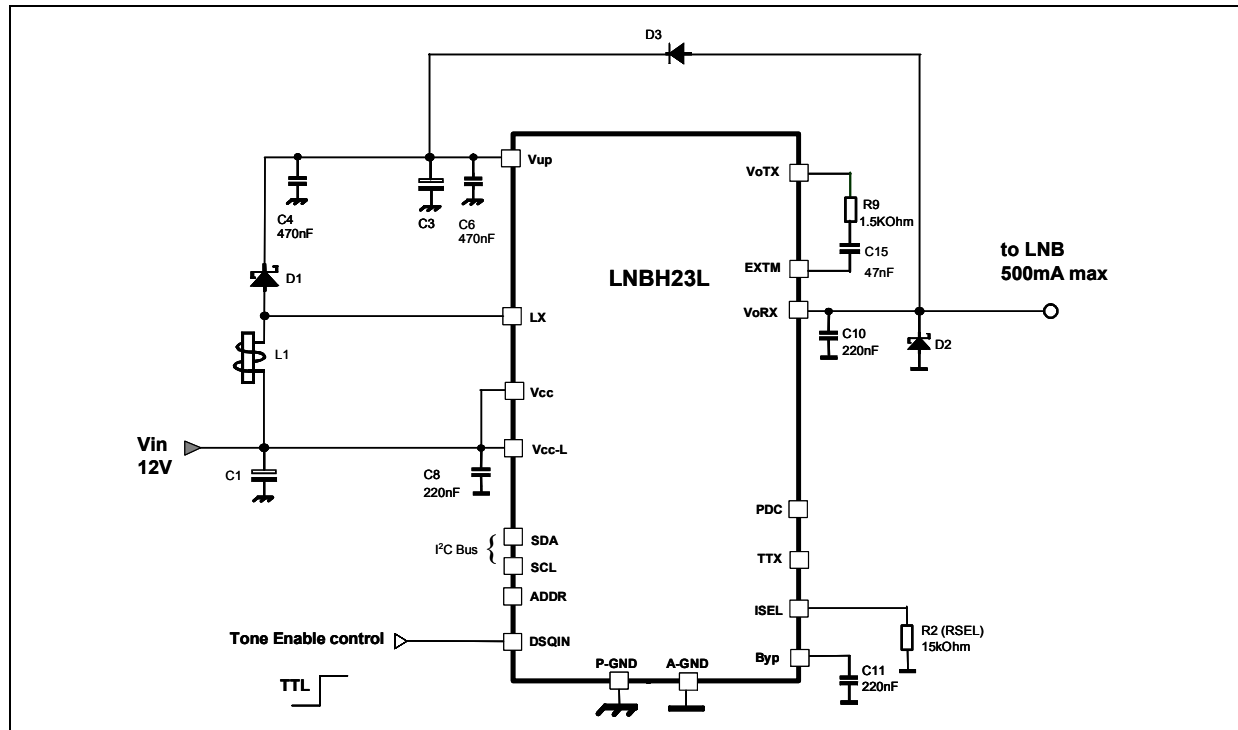 D3
Vup
VoTX
C4
470nF
C3
C6
470nF
R9
1.5KOhm
C15
47nF
D1
LNBH23L
EXTM
to LNB
500mA max
LX
VoRX
C10
220nF
D2
L1
Vcc
Vin
12V
Vcc-L
C1
C8
220nF
PDC
I²C Bus
SDA
TTX
SCL
ADDR
ISEL
R2 (RSEL)
15kOhm
Tone Enable control
DSQIN
P-GND
A-GND
Byp
C11
220nF
TTL